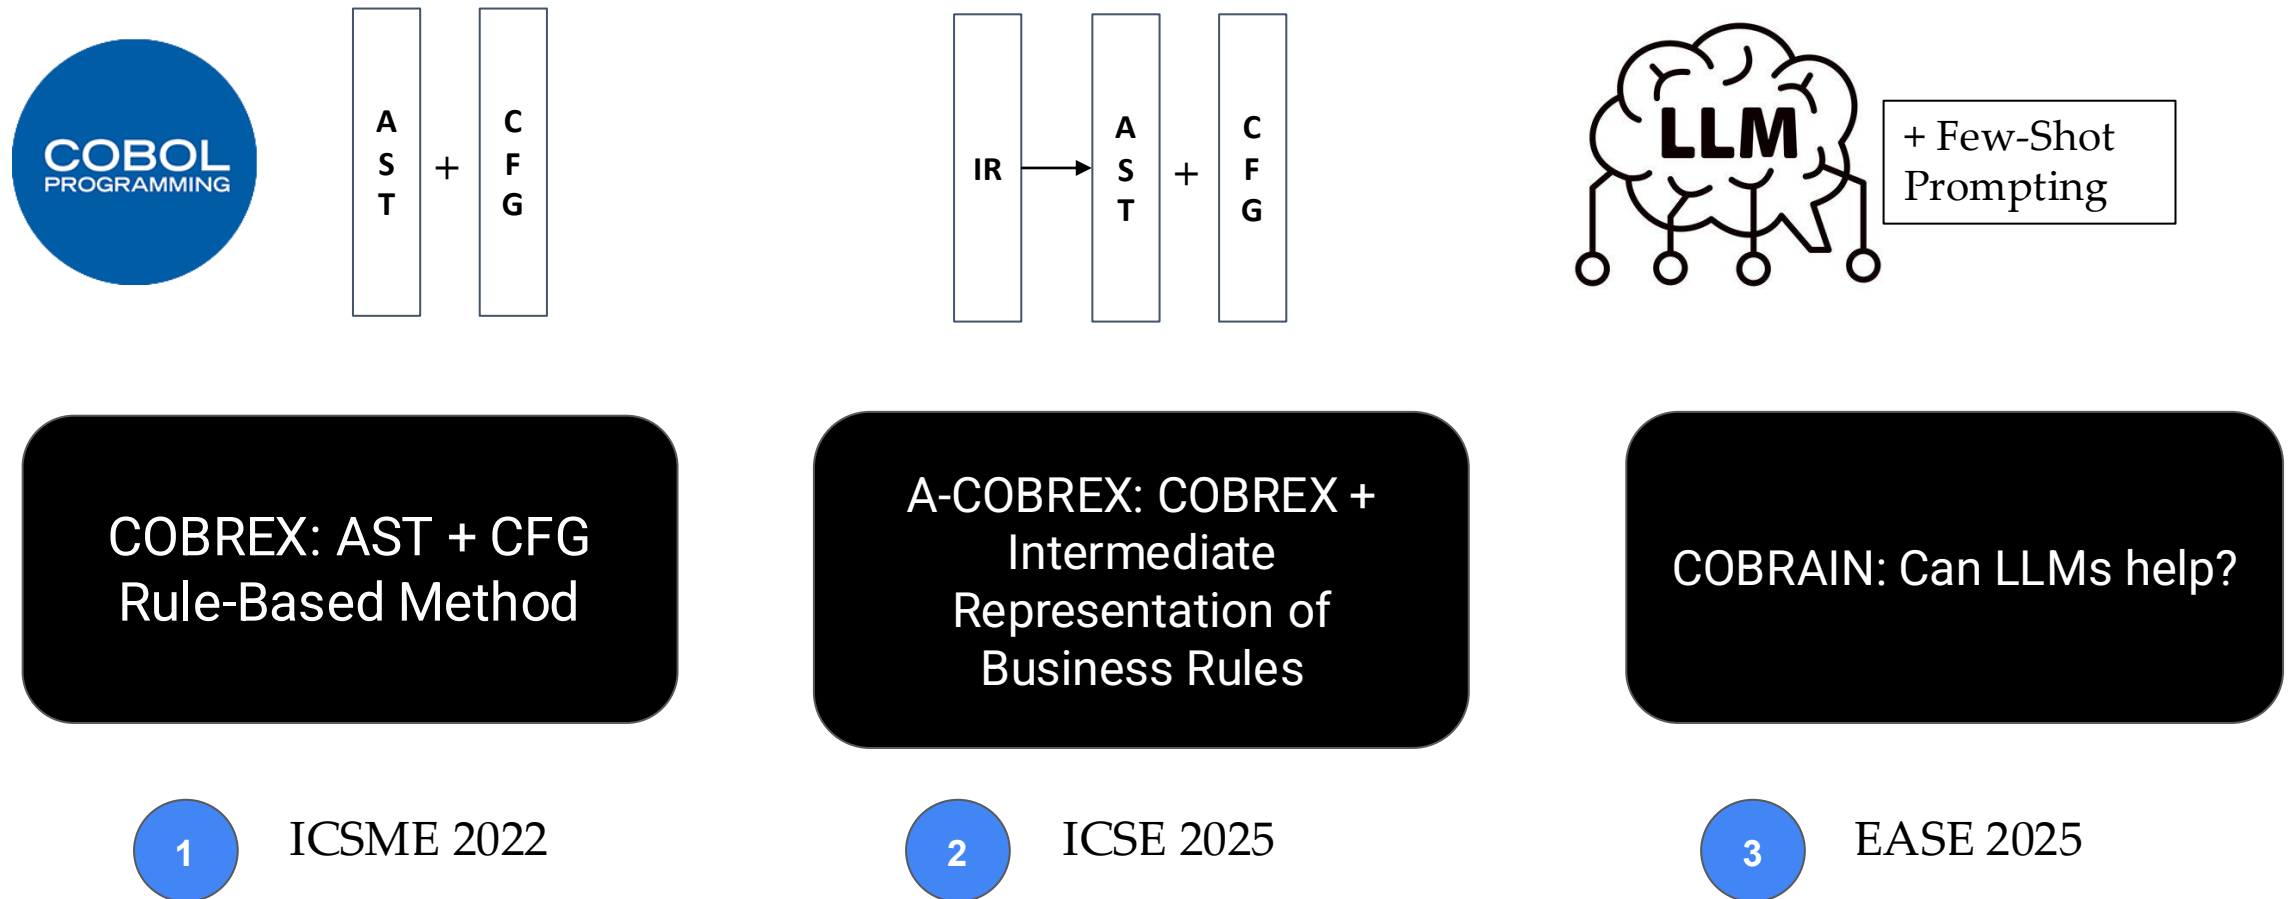 COBOL
PROGRAMMING
A
S
T
+
C
F
G
IR
A
S
T
+
C
F
G
LLM
+ Few-Shot
Prompting
COBREX: AST + CFG
Rule-Based Method
A-COBREX: COBREX +
Intermediate
Representation of
Business Rules
COBRAIN: Can LLMs help?
1
ICSME 2022
2
ICSE 2025
3
EASE 2025